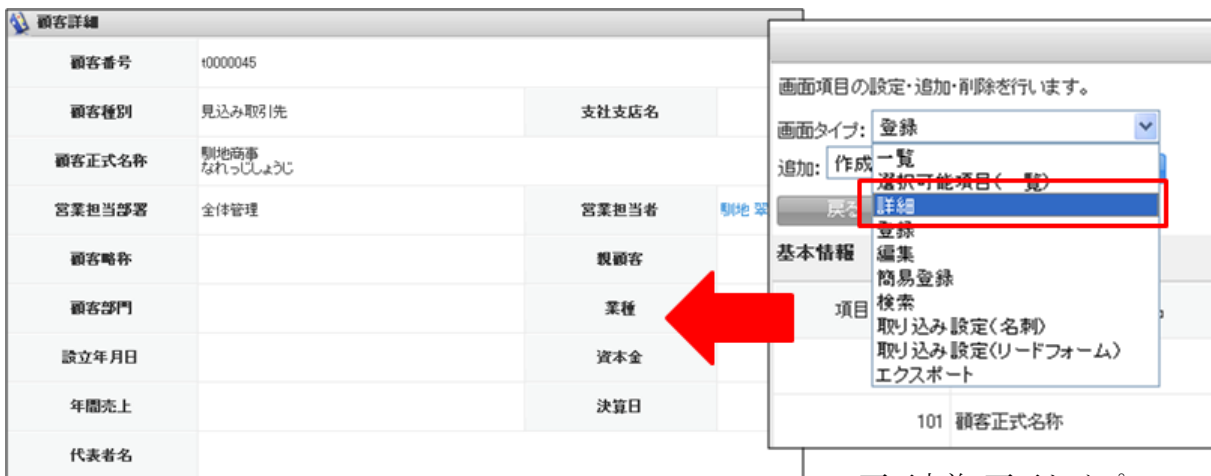 顧客詳細
顧客番号 t0000045
顧客種別 見込み取引先 支社支店名
顧客正式名称 馴地商事
なれっじしょうじ
営業担当部署 全体管理 営業担当者 馴地 翠
顧客略称 親顧客
顧客部門 業種
設立年月日 資本金
年間売上 決算日
代表者名
画面項目の設定・追加・削除を行います。
画面タイプ: 登録
追加: 作成
一覧
選択可能項目(一覧)
詳細
登録
編集
簡易登録
検索
取り込み設定(名刺)
取り込み設定(リードフォーム)
エクスポート
戻る
基本情報
項目
101 顧客正式名称